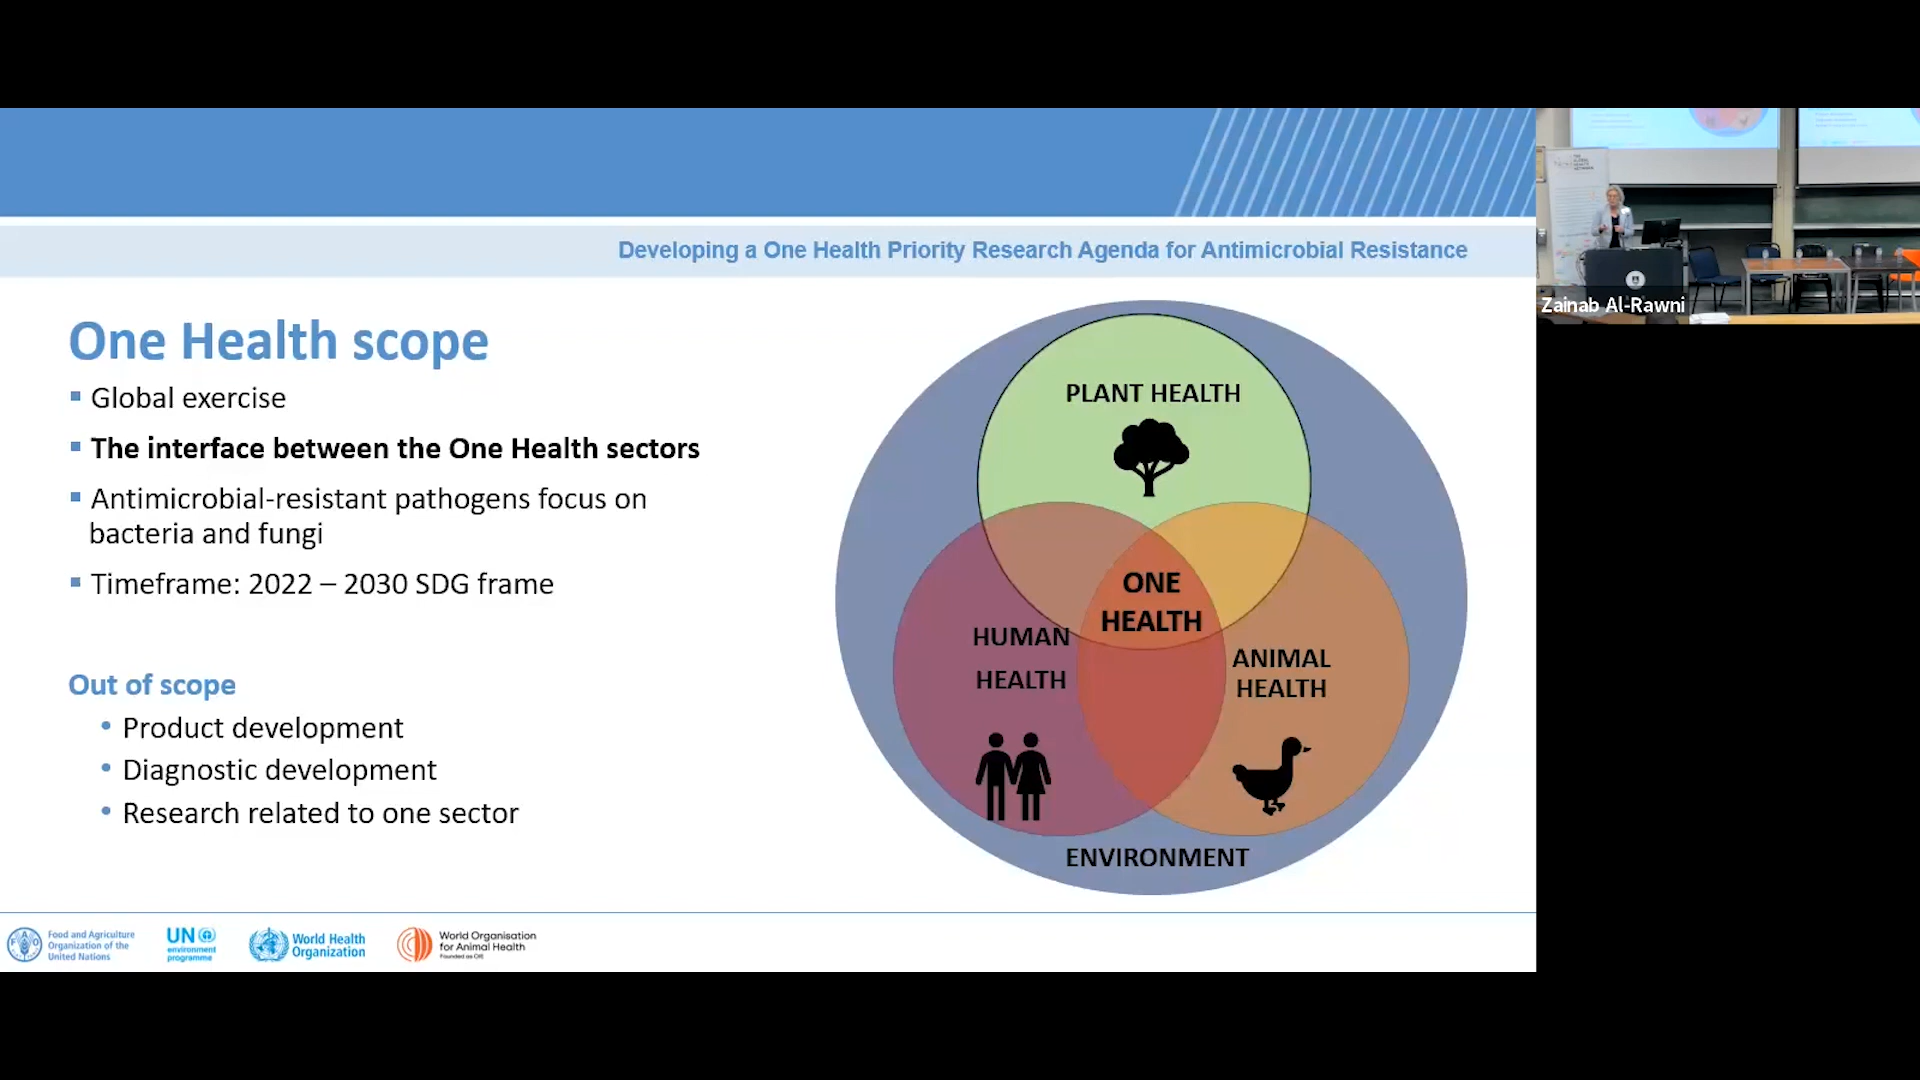 Developing a One Health Priority Research Agenda for Antimicrobial Resistance
One Health scope
Global exercise
The interface between the One Health sectors
Antimicrobial-resistant pathogens focus on
bacteria and fungi
Timeframe: 2022 – 2030 SDG frame
Out of scope
Product development
Diagnostic development
Research related to one sector
PLANT HEALTH
ONE
HEALTH
HUMAN
HEALTH
ANIMAL
HEALTH
ENVIRONMENT
FAO
Food and Agriculture
Organization of the
United Nations
UN
environment
programme
World Health
Organization
World Organisation
for Animal Health
Founded as OIE
Zainab Al-Rawni